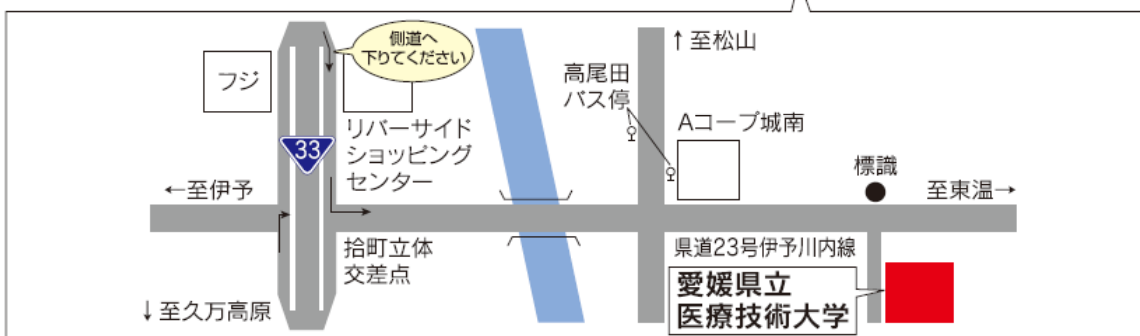 側道へ
下りてください
↑至松山
フジ
高尾田
バス停
リバーサイド
ショッピング
センター
33
Aコープ城南
標識
←至伊予
至東温→
拾町立体
交差点
県道23号伊予川内線
愛媛県立
医療技術大学
↓至久万高原